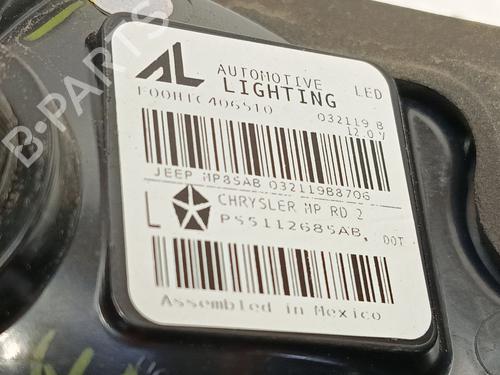 AL AUTOMOTIVE LIGHTING LED
F00HTC406510 032119 B
12.0V
JEEP MP8SAB 03211988706
L CHRYSLER MP RD 2
P55112685AB, DOT
Assembled in Mexico
B-PARTS